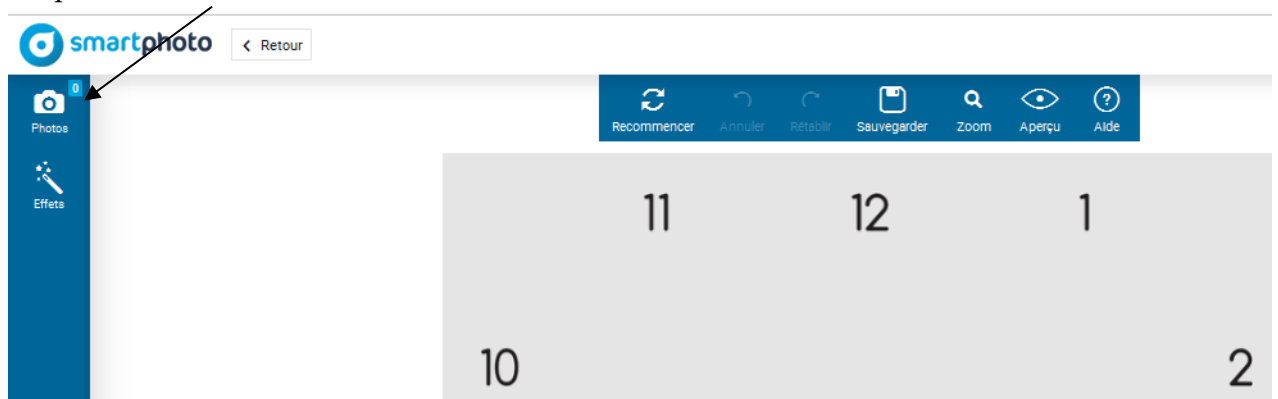 smartphoto
Retour
0
Photos
Effets
Recommencer Annuler Rétablir Sauvegarder Zoom Aperçu Aide
11 12 1
10 2